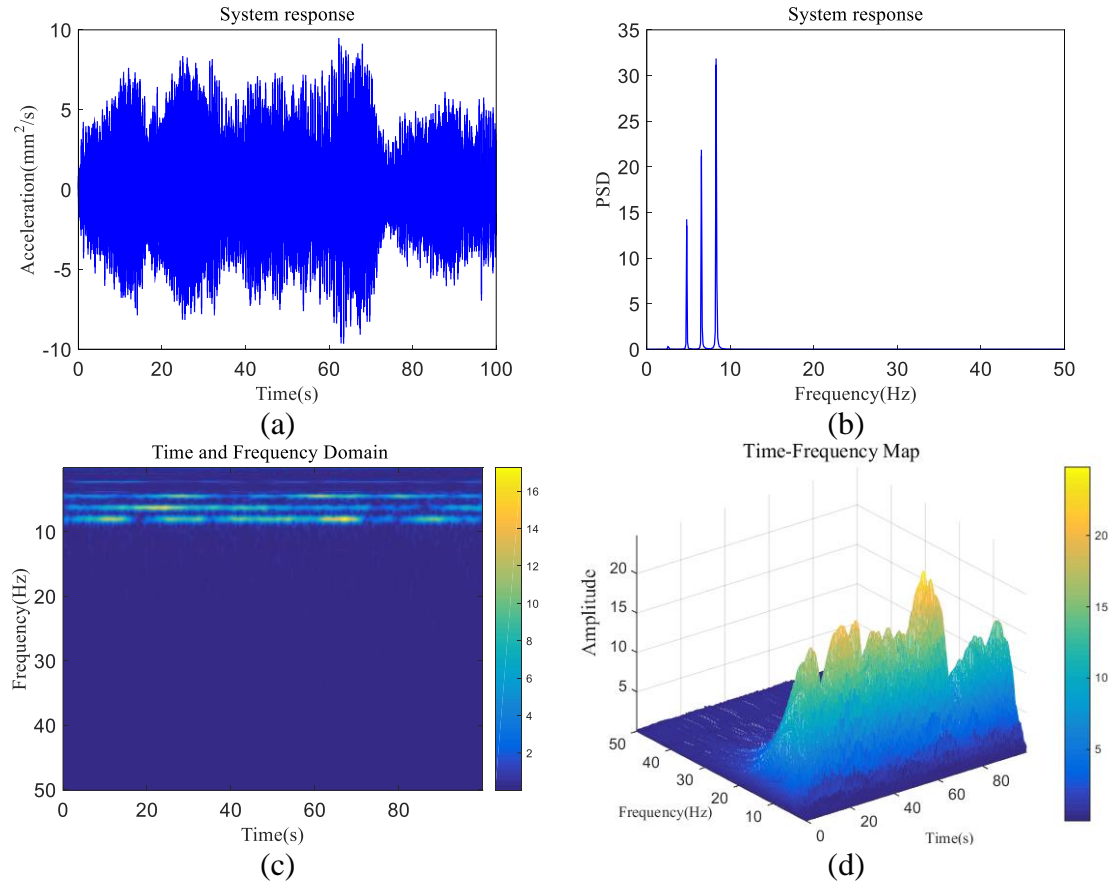 System response
10
5
0
-5
-10
0 20 40 60 80 100
Acceleration(mm²/s)
Time(s)
(a)
System response
35
30
25
20
15
10
5
0
0 10 20 30 40 50
PSD
Frequency(Hz)
(b)
Time and Frequency Domain
10
20
30
40
50
0 20 40 60 80
Frequency(Hz)
Time(s)
16
14
12
10
8
6
4
2
(c)
Time-Frequency Map
20
15
10
5
Amplitude
50
40
30
20
10
Frequency(Hz)
0
20
40
60
80
Time(s)
20
15
10
5
(d)